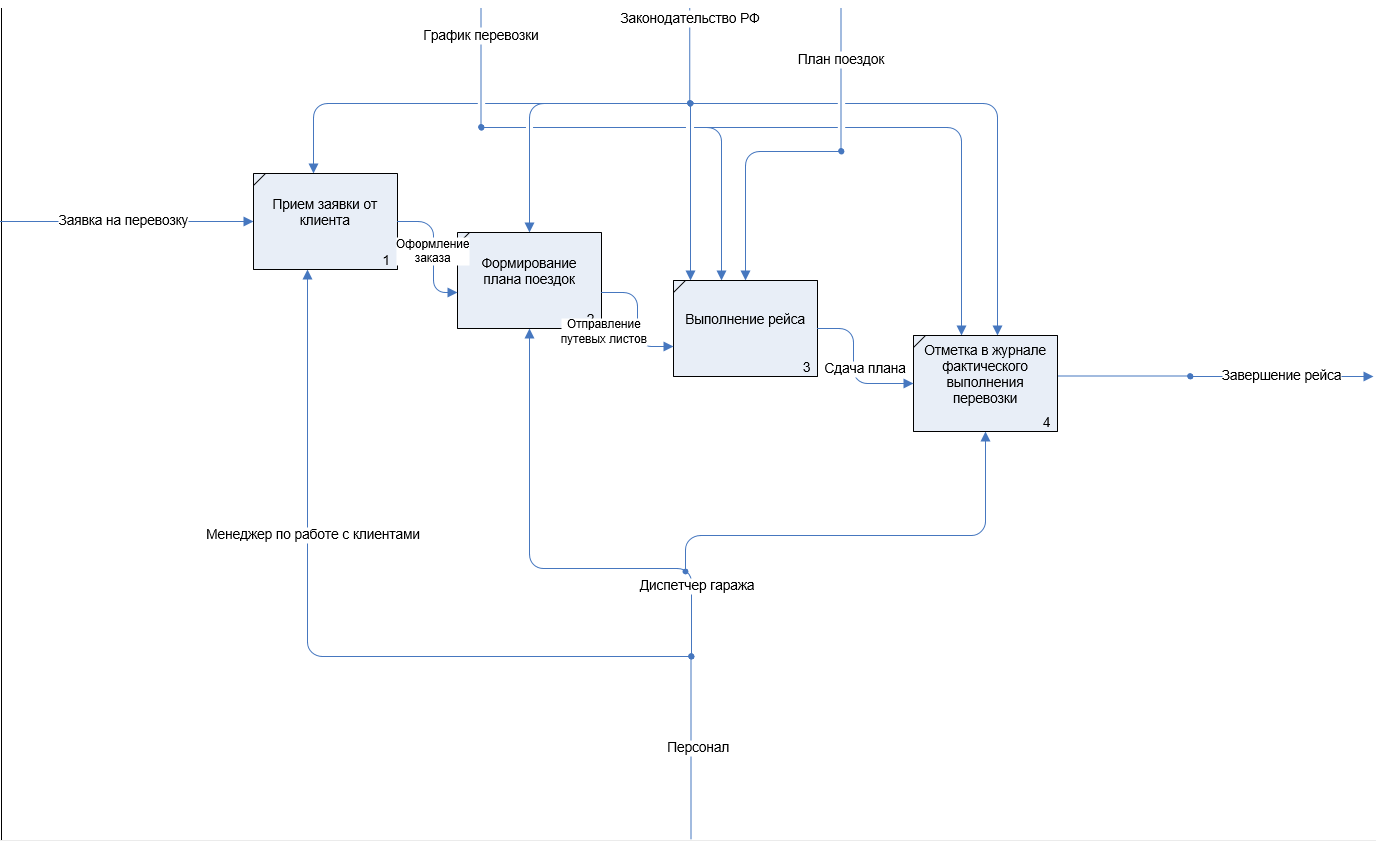 Законодательство РФ
График перевозки
План поездок
Прием заявки от
клиента
1
Заявка на перевозку
Оформление
заказа
Формирование
плана поездок
2
Отправление
путевых листов
Выполнение рейса
3
Сдача плана
Отметка в журнале
фактического
выполнения
перевозки
4
Завершение рейса
Менеджер по работе с клиентами
Диспетчер гаража
Персонал